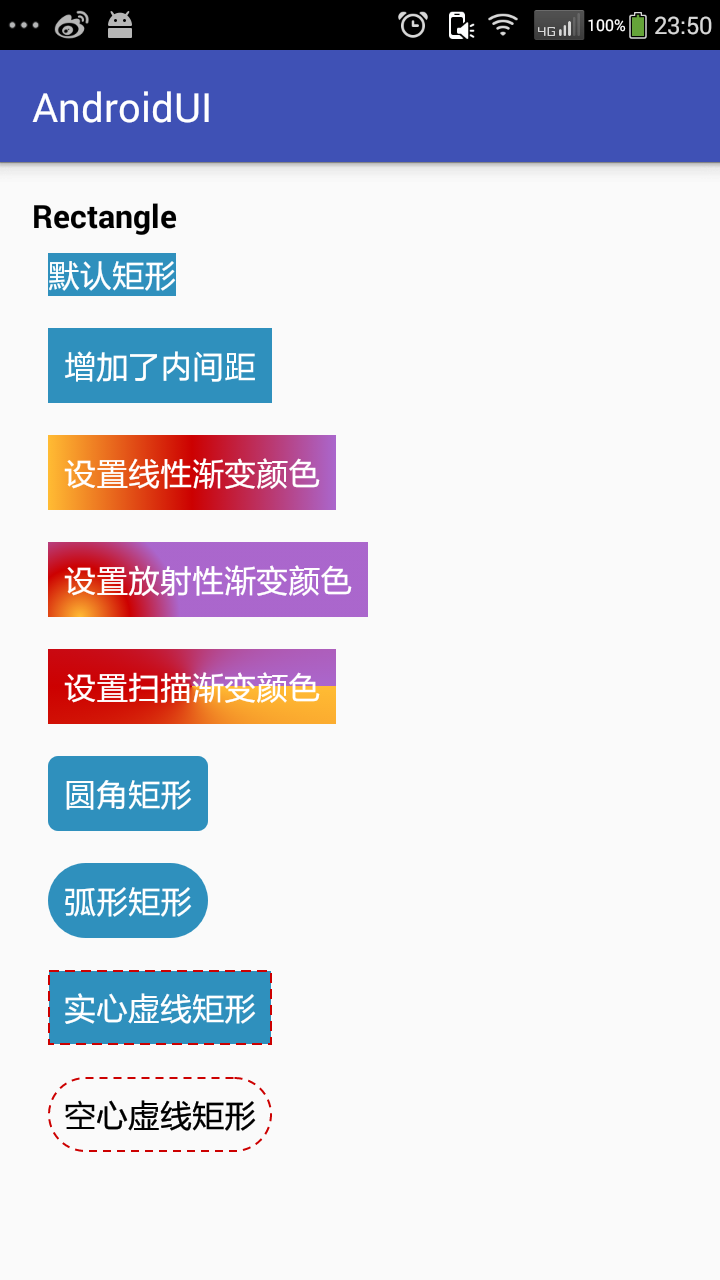 4G 100% 23:50
AndroidUI
Rectangle
默认矩形
增加了内间距
设置线性渐变颜色
设置放射性渐变颜色
设置扫描渐变颜色
圆角矩形
弧形矩形
实心虚线矩形
空心虚线矩形